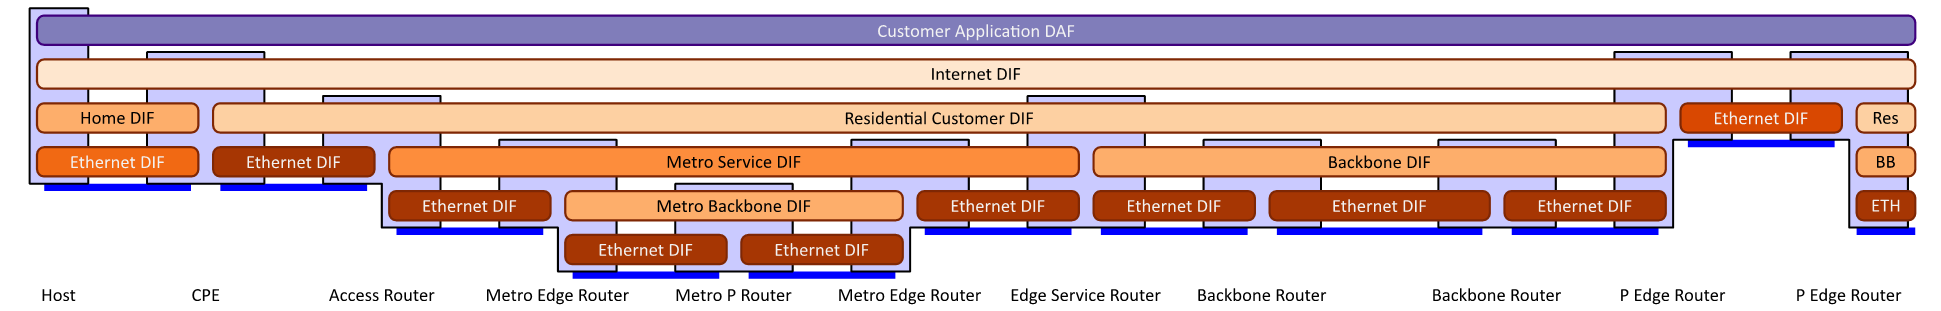 Customer Application DAF
Internet DIF
Home DIF
Residential Customer DIF
Ethernet DIF
Res
Ethernet DIF
Ethernet DIF
Metro Service DIF
Backbone DIF
BB
Ethernet DIF
Metro Backbone DIF
Ethernet DIF
Ethernet DIF
Ethernet DIF
Ethernet DIF
ETH
Ethernet DIF
Ethernet DIF
Host
CPE
Access Router
Metro Edge Router
Metro P Router
Metro Edge Router
Edge Service Router
Backbone Router
Backbone Router
P Edge Router
P Edge Router